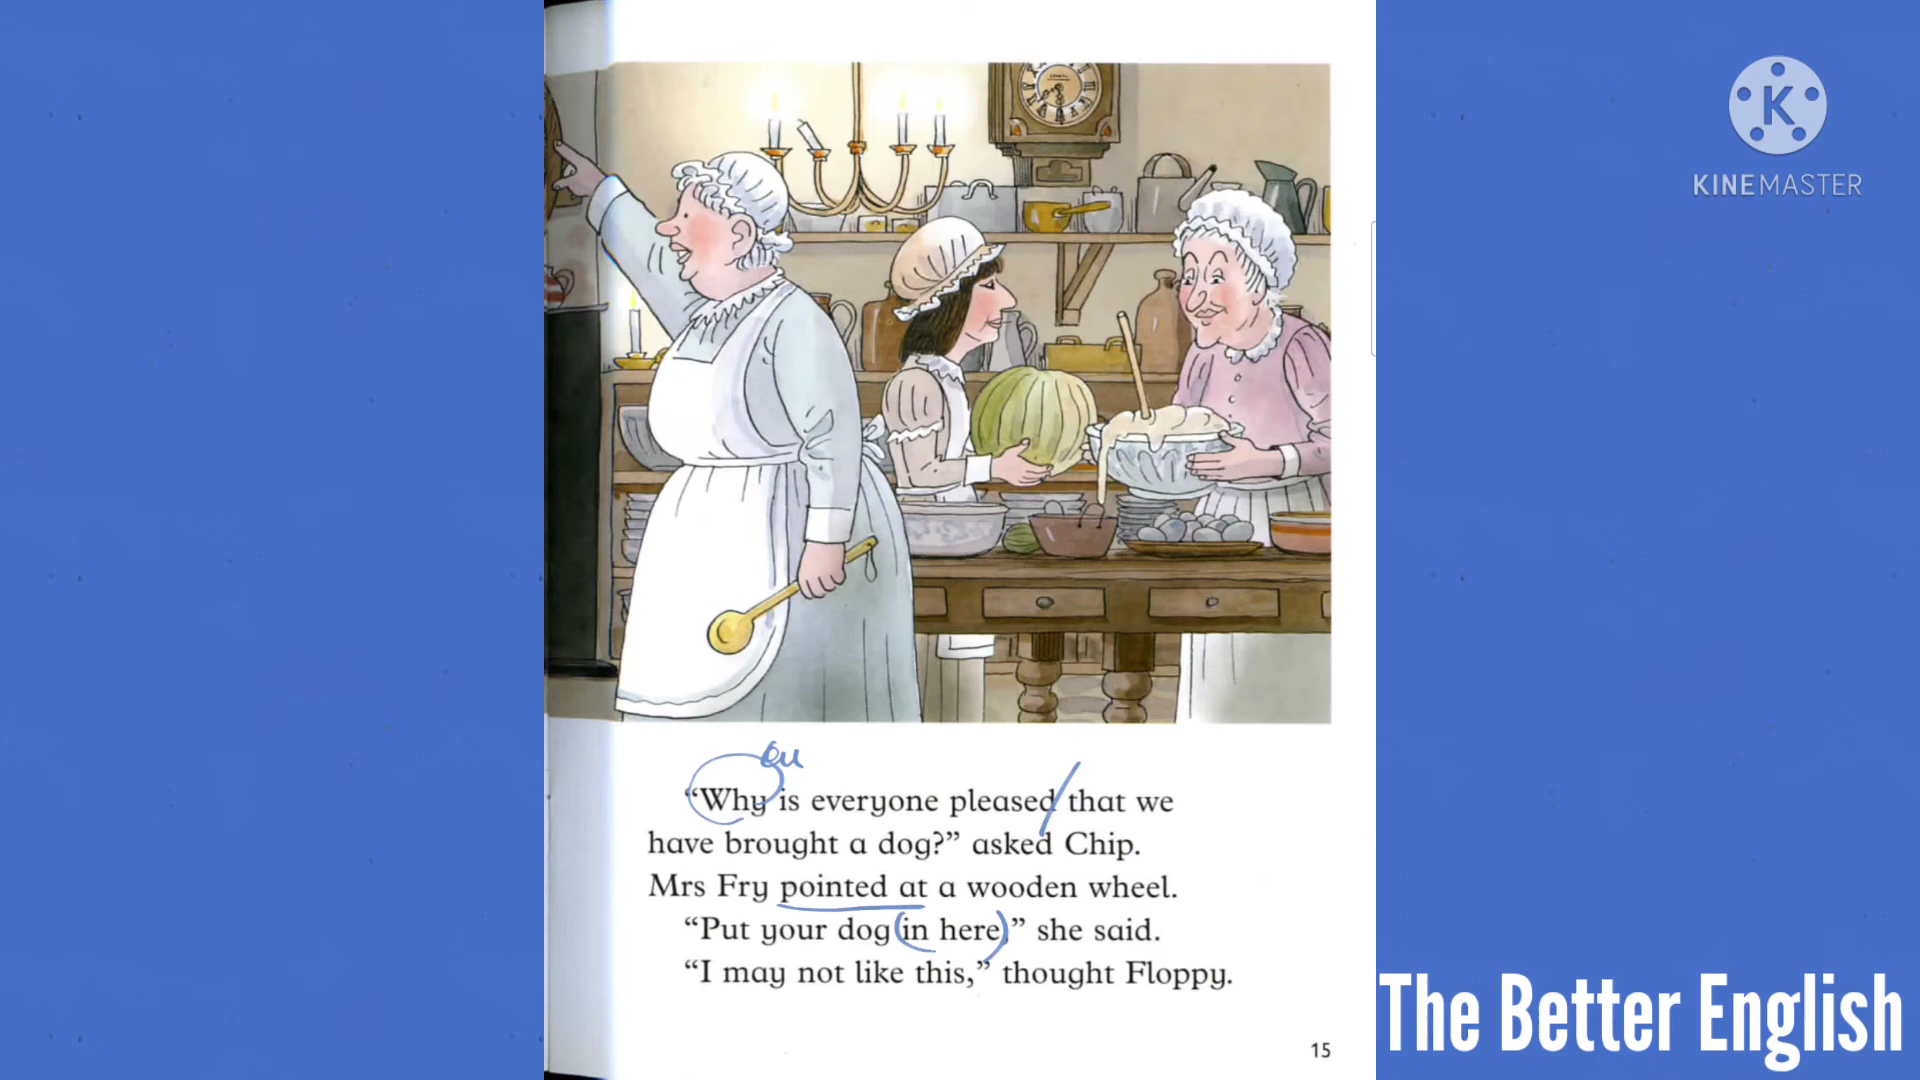 KINEMASTER
"Why is everyone pleased that we
have brought a dog?" asked Chip.
Mrs Fry pointed at a wooden wheel.
"Put your dog in here," she said.
"I may not like this," thought Floppy.
15
The Better English